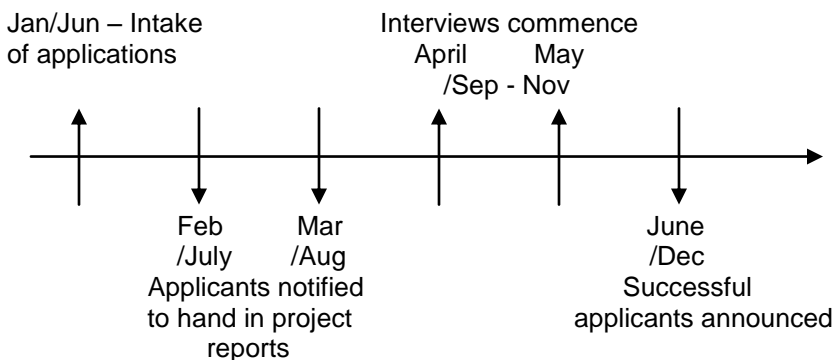 Jan/Jun – Intake
of applications
Interviews commence
April May
/Sep - Nov
Feb Mar
/July /Aug
Applicants notified
to hand in project
reports
June
/Dec
Successful
applicants announced